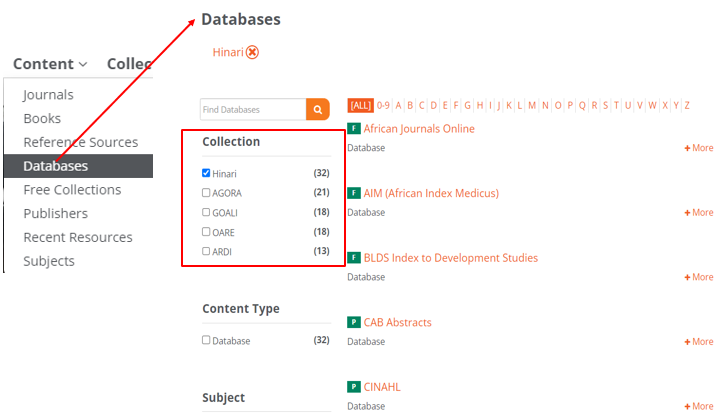 Content
Collec
Journals
Books
Reference Sources
Databases
Free Collections
Publishers
Recent Resources
Subjects
Databases
Hinari
Find Databases
Collection
Hinari (32)
AGORA (21)
GOALI (18)
OARE (18)
ARDI (13)
Content Type
Database (32)
Subject
[ALL] 0-9 A B C D E F G H I J K L M N O P Q R S T U V W X Y Z
F African Journals Online
Database + More
F AIM (African Index Medicus)
Database + More
F BLDS Index to Development Studies
Database + More
P CAB Abstracts
Database + More
P CINAHL
Database + More